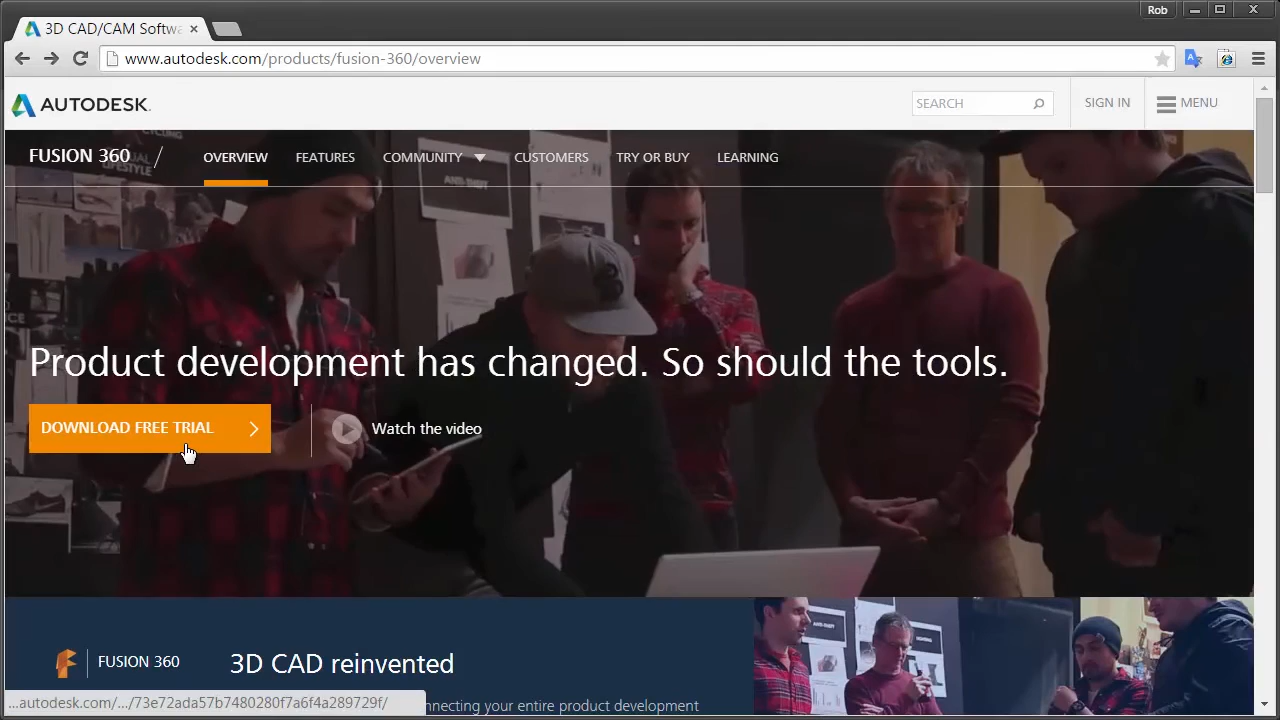 Rob
3D CAD/CAM Softwa
www.autodesk.com/products/fusion-360/overview
AUTODESK.
SEARCH
SIGN IN
MENU
FUSION 360
OVERVIEW
FEATURES
COMMUNITY
CUSTOMERS
TRY OR BUY
LEARNING
CYCLING
LIFESTYLE
Product development has changed. So should the tools.
DOWNLOAD FREE TRIAL
Watch the video
FUSION 360
3D CAD reinvented
nnecting your entire product development
...autodesk.com/.../73e72ada57b7480280f7a6f4a289729f/